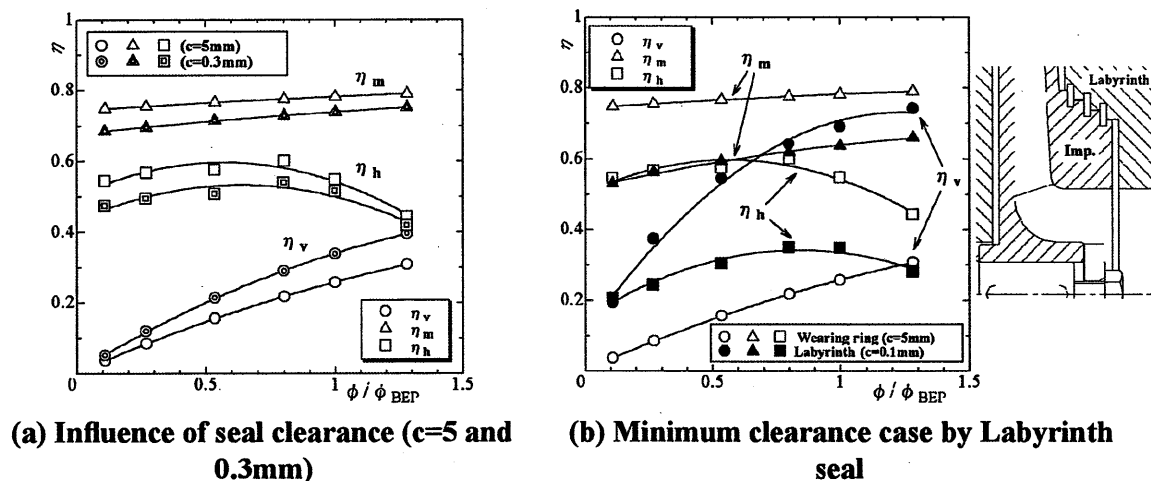 (a)
η
1
0.8
0.6
0.4
0.2
0
0.5
1
1.5
φ / φ BEP
(c=5mm)
(c=0.3mm)
η m
η h
η v
η v
η m
η h
(a) Influence of seal clearance (c=5 and
0.3mm)
(b)
η
1
0.8
0.6
0.4
0.2
0
0.5
1
1.5
φ / φ BEP
η v
η m
η h
η m
η h
η v
Wearing ring (c=5mm)
Labyrinth (c=0.1mm)
Labyrinth
Imp.
(b) Minimum clearance case by Labyrinth
seal